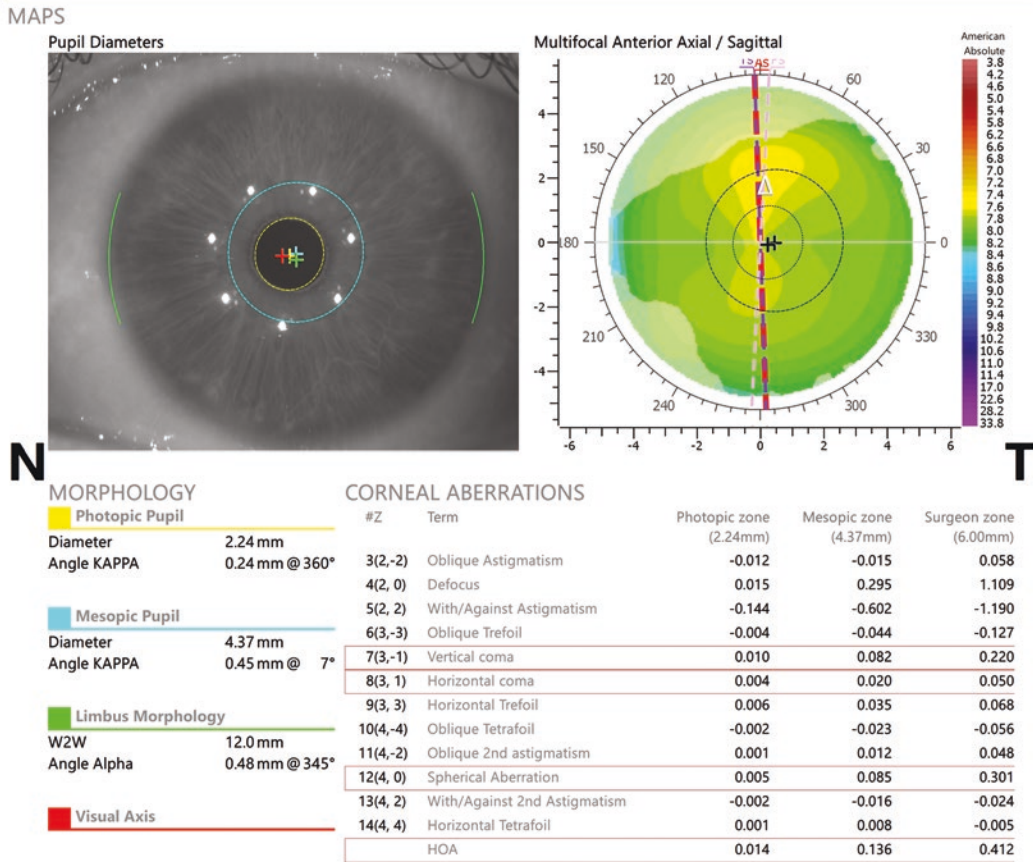 MAPS
Pupil Diameters
Multifocal Anterior Axial / Sagittal
American
Absolute
3.8
4.2
4.6
5.0
5.4
5.8
6.2
6.6
6.8
7.0
7.2
7.4
7.6
7.8
8.0
8.2
8.4
8.6
8.8
9.0
9.2
9.4
9.8
10.2
10.6
11.4
17.0
22.6
28.2
33.8
120
60
150
30
180
0
210
330
240
300
4
2
0
-2
-4
-6 -4 -2 0 2 4 6
N
T
MORPHOLOGY
Photopic Pupil
Diameter 2.24 mm
Angle KAPPA 0.24 mm @ 360°
Mesopic Pupil
Diameter 4.37 mm
Angle KAPPA 0.45 mm @ 7°
Limbus Morphology
W2W 12.0 mm
Angle Alpha 0.48 mm @ 345°
Visual Axis
CORNEAL ABERRATIONS
#Z Term Photopic zone Mesopic zone Surgeon zone
(2.24mm) (4.37mm) (6.00mm)
3(2,-2) Oblique Astigmatism -0.012 -0.015 0.058
4(2, 0) Defocus 0.015 0.295 1.109
5(2, 2) With/Against Astigmatism -0.144 -0.602 -1.190
6(3,-3) Oblique Trefoil -0.004 -0.044 -0.127
7(3,-1) Vertical coma 0.010 0.082 0.220
8(3, 1) Horizontal coma 0.004 0.020 0.050
9(3, 3) Horizontal Trefoil 0.006 0.035 0.068
10(4,-4) Oblique Tetrafoil -0.002 -0.023 -0.056
11(4,-2) Oblique 2nd astigmatism 0.001 0.012 0.048
12(4, 0) Spherical Aberration 0.005 0.085 0.301
13(4, 2) With/Against 2nd Astigmatism -0.002 -0.016 -0.024
14(4, 4) Horizontal Tetrafoil 0.001 0.008 -0.005
HOA 0.014 0.136 0.412